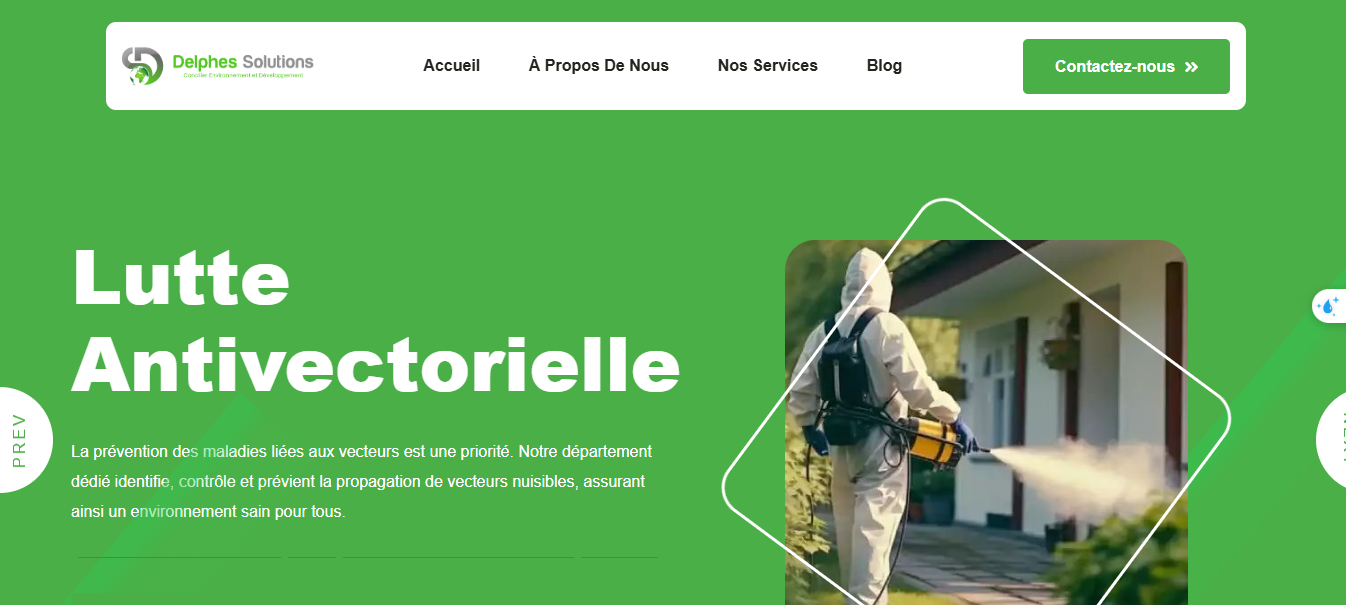 Delphes Solutions
Conseiller Environnement et Développement
Accueil
À Propos De Nous
Nos Services
Blog
Contactez-nous
Lutte
Antivectorielle
PREV
La prévention des maladies liées aux vecteurs est une priorité. Notre département
dédié identifie, contrôle et prévient la propagation de vecteurs nuisibles, assurant
ainsi un environnement sain pour tous.